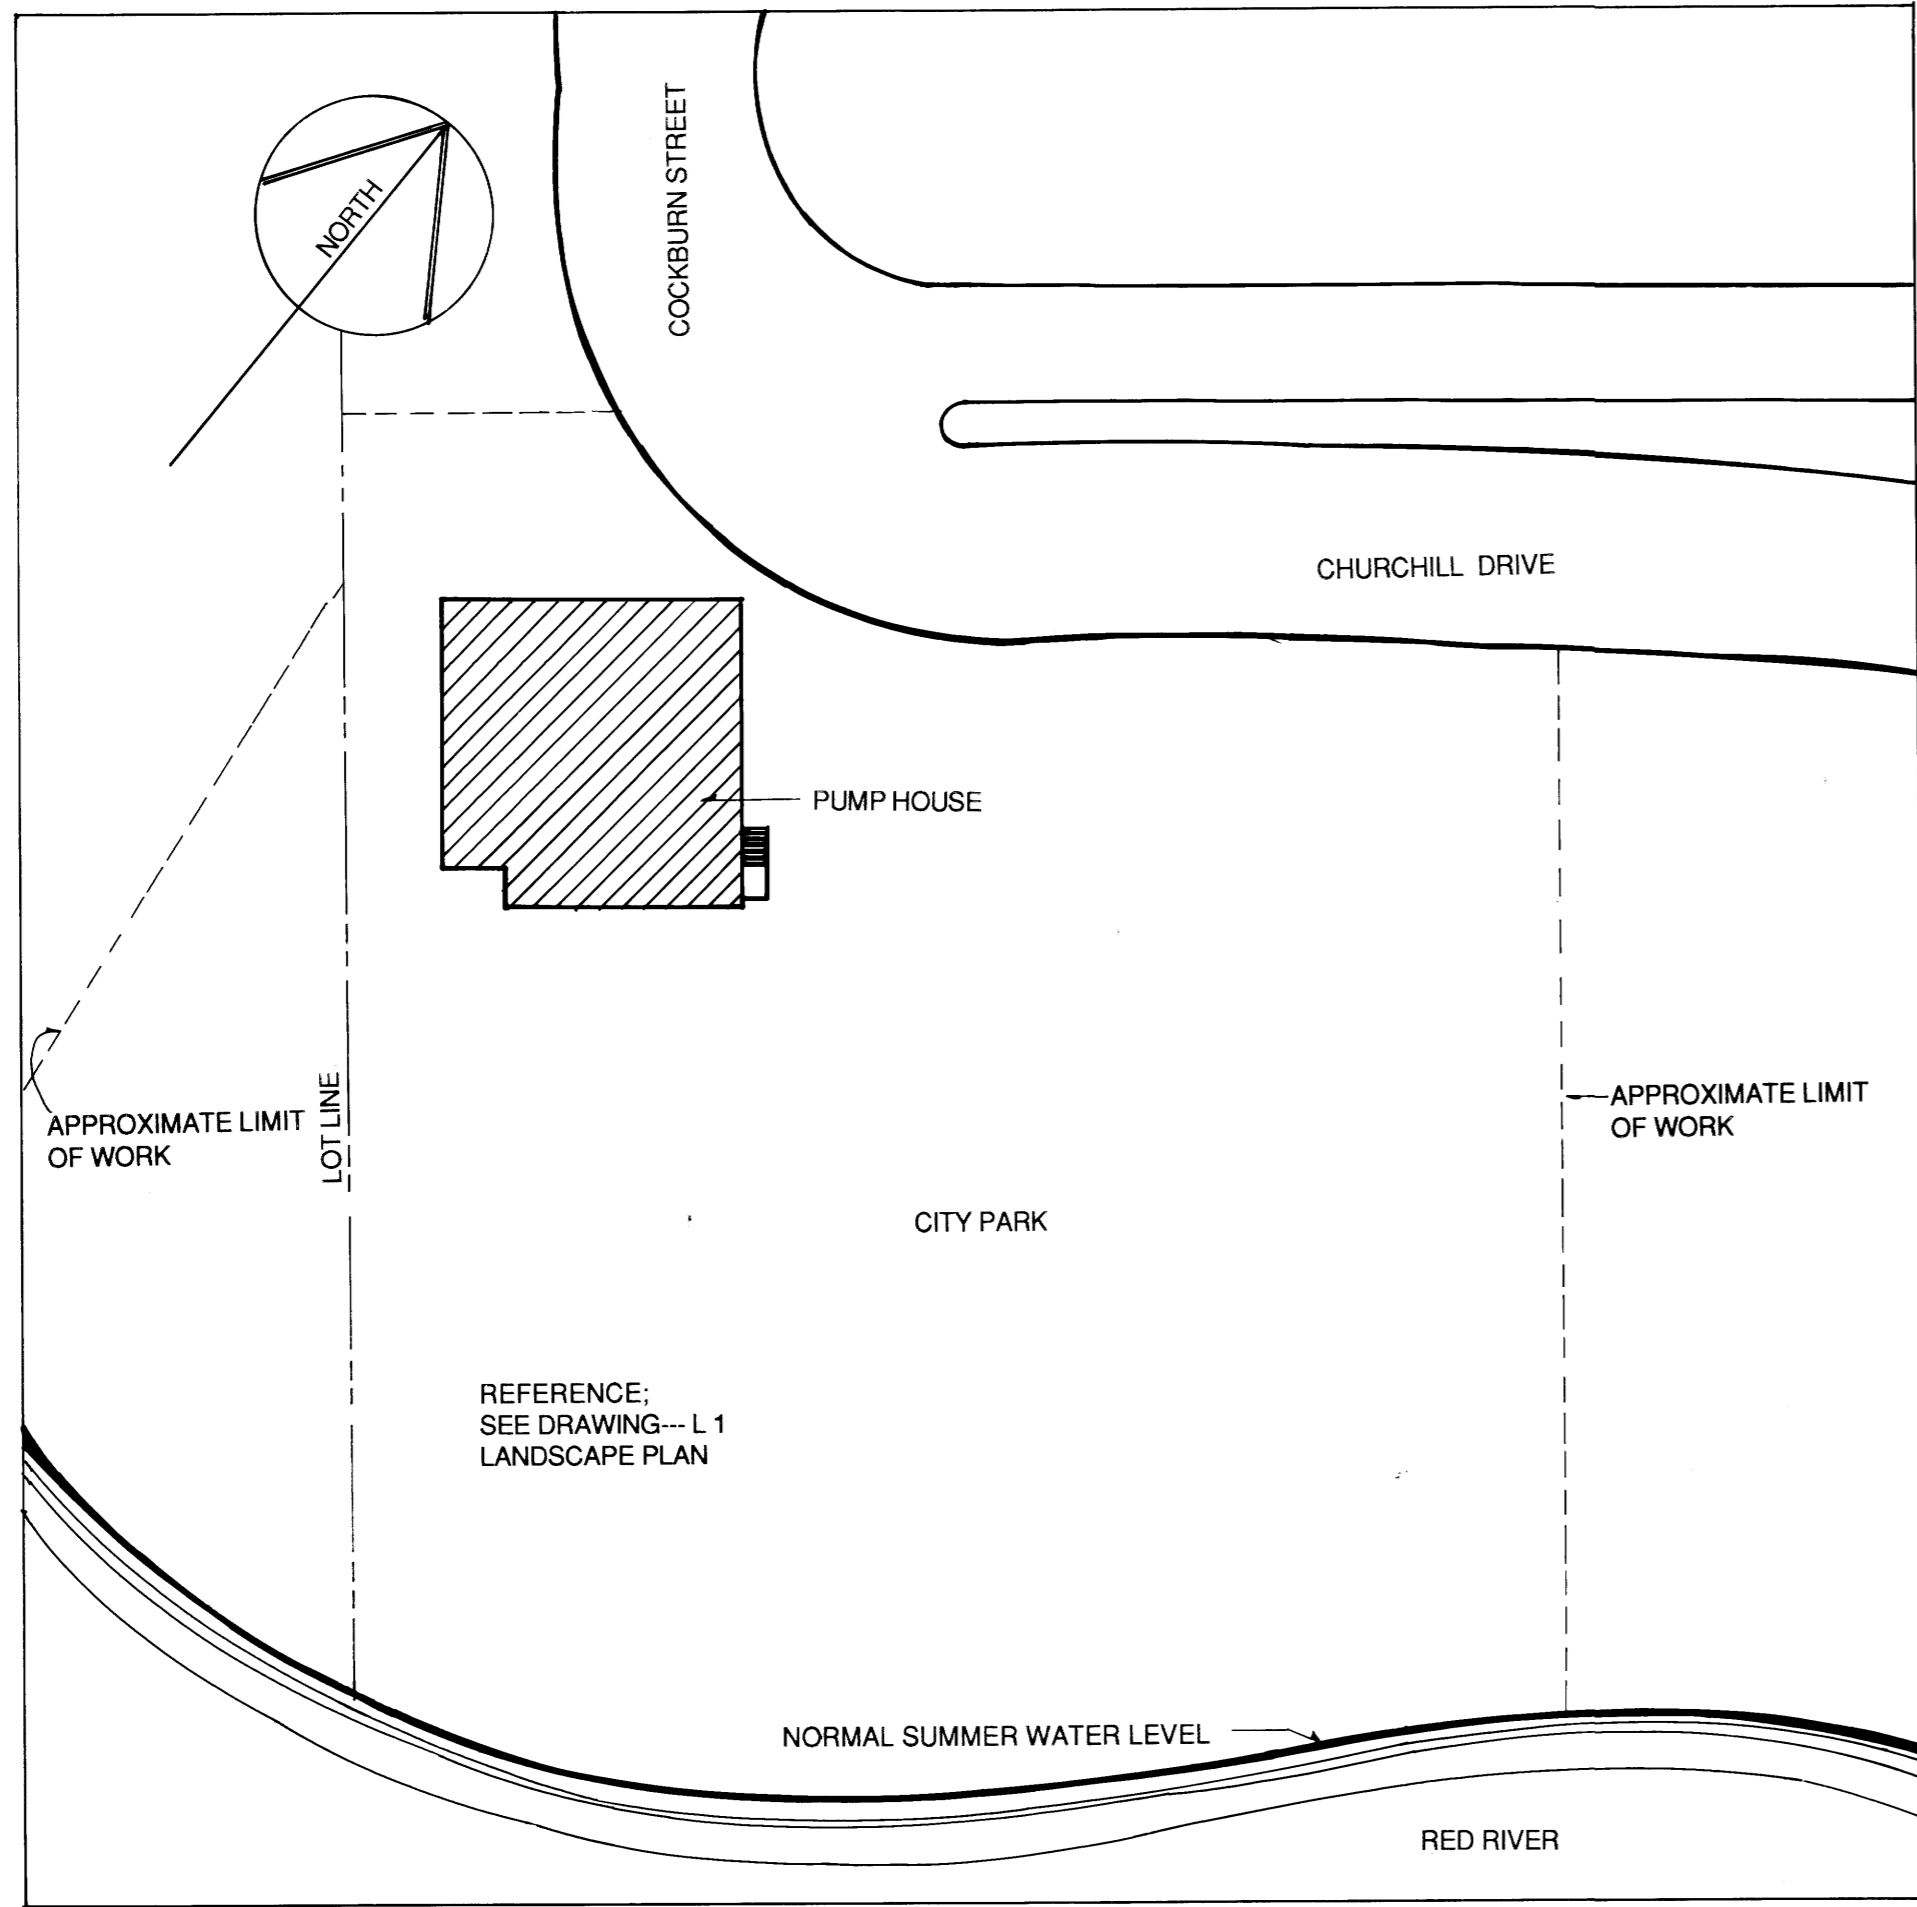 COCKBURN STREET
NORTH
CHURCHILL DRIVE
PUMP HOUSE
APPROXIMATE LIMIT
OF WORK
LOT LINE
APPROXIMATE LIMIT
OF WORK
CITY PARK
REFERENCE;
SEE DRAWING--- L 1
LANDSCAPE PLAN
NORMAL SUMMER WATER LEVEL
RED RIVER